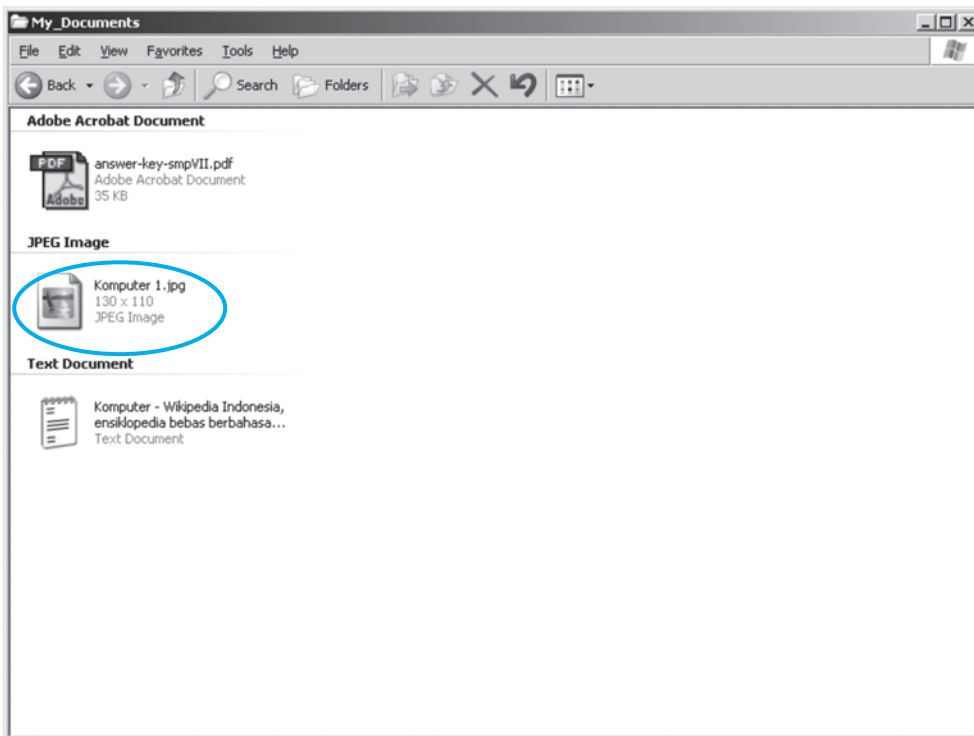 My_Documents
File Edit View Favorites Tools Help
Back Search Folders
Adobe Acrobat Document
PDF
Adobe
answer-key-smpVII.pdf
Adobe Acrobat Document
35 KB
JPEG Image
Komputer 1.jpg
130 x 110
JPEG Image
Text Document
Komputer - Wikipedia Indonesia,
ensiklopedia bebas berbahasa...
Text Document